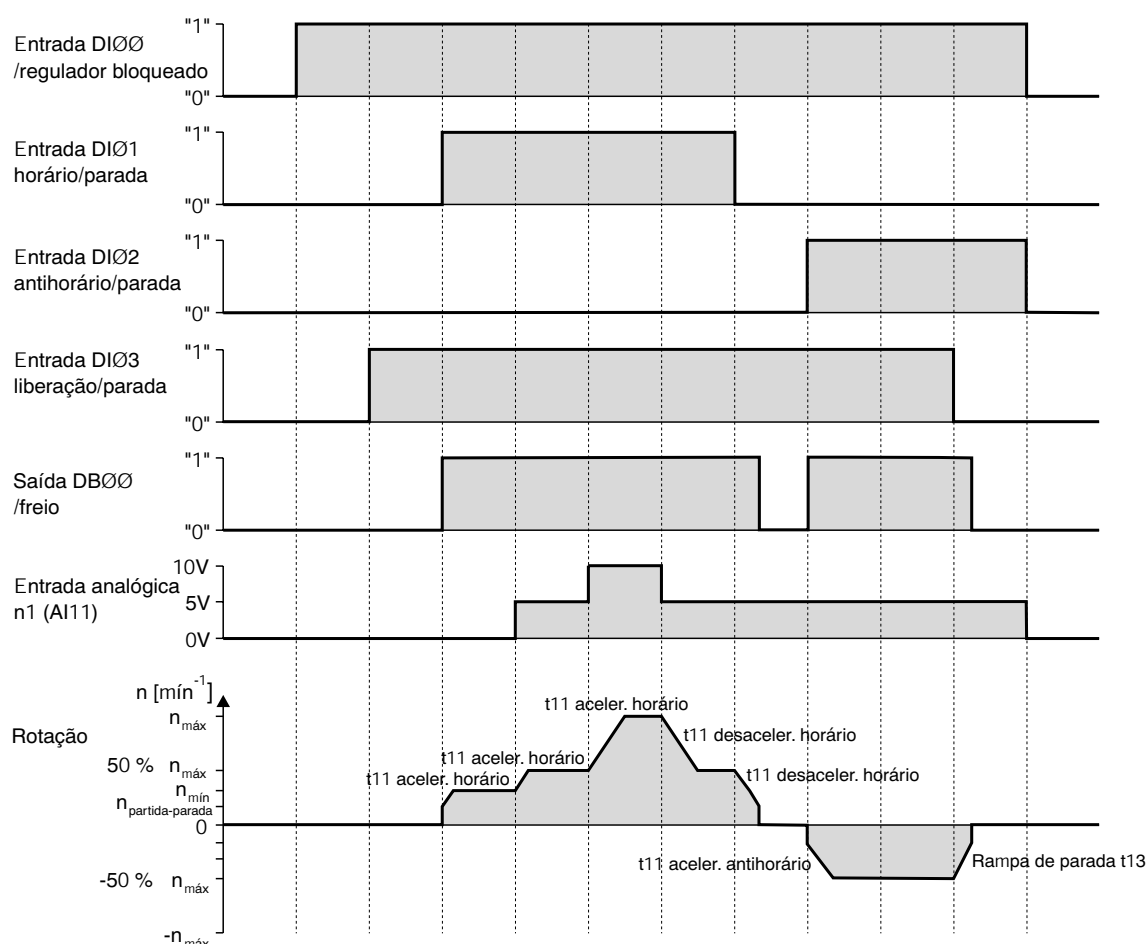 "1"
Entrada DIØØ
/regulador bloqueado
"0"
"1"
Entrada DIØ1
horário/parada
"0"
"1"
Entrada DIØ2
antihorário/parada
"0"
"1"
Entrada DIØ3
liberação/parada
"0"
"1"
Saída DBØØ
/freio
"0"
10V
Entrada analógica
n1 (AI11)
5V
0V
n [mín-1]
t11 aceler. horário
nmáx
Rotação
t11 desaceler. horário
t11 aceler. horário
50 % nmáx
t11 aceler. horário
t11 desaceler. horário
nmín
npartida-parada
0
t11 aceler. antihorário
Rampa de parada t13
-50 % nmáx
-nmáx